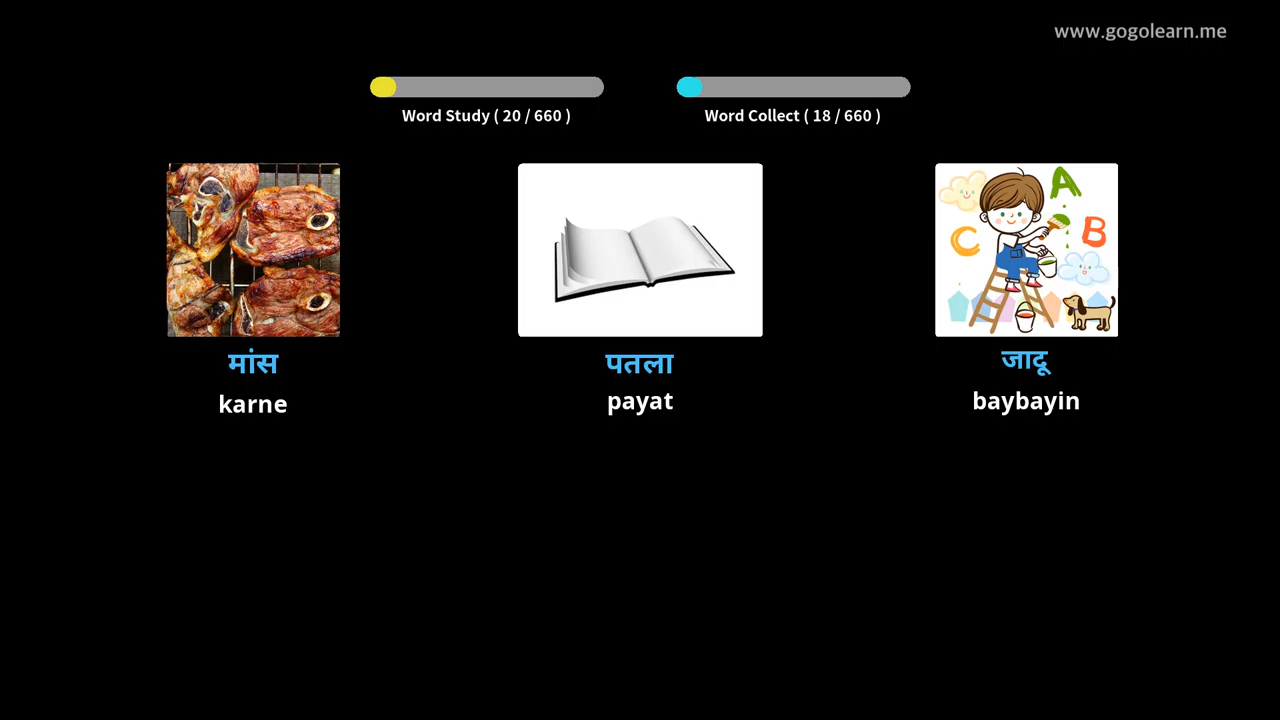 www.gogolearn.me
Word Study ( 20 / 660 )
Word Collect ( 18 / 660 )
A
B
C
मांस
पतला
जादू
karne
payat
baybayin